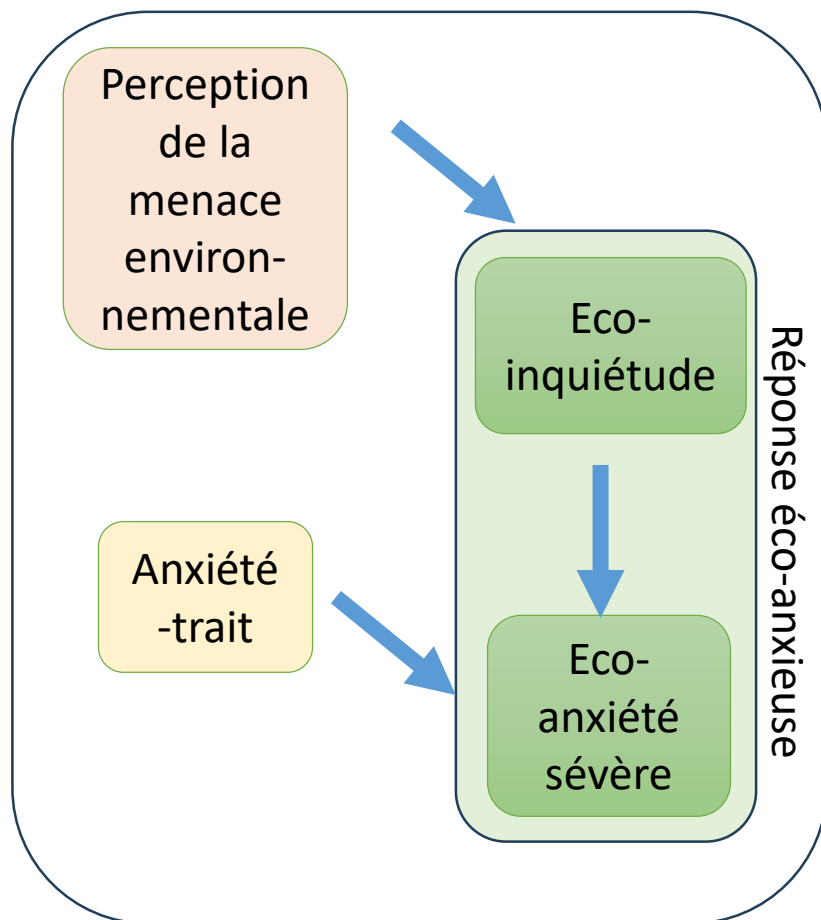 Perception
de la
menace
environ-
nementale
Eco-
inquiétude
Réponse éco-anxieuse
Anxiété
-trait
Eco-
anxiété
sévère